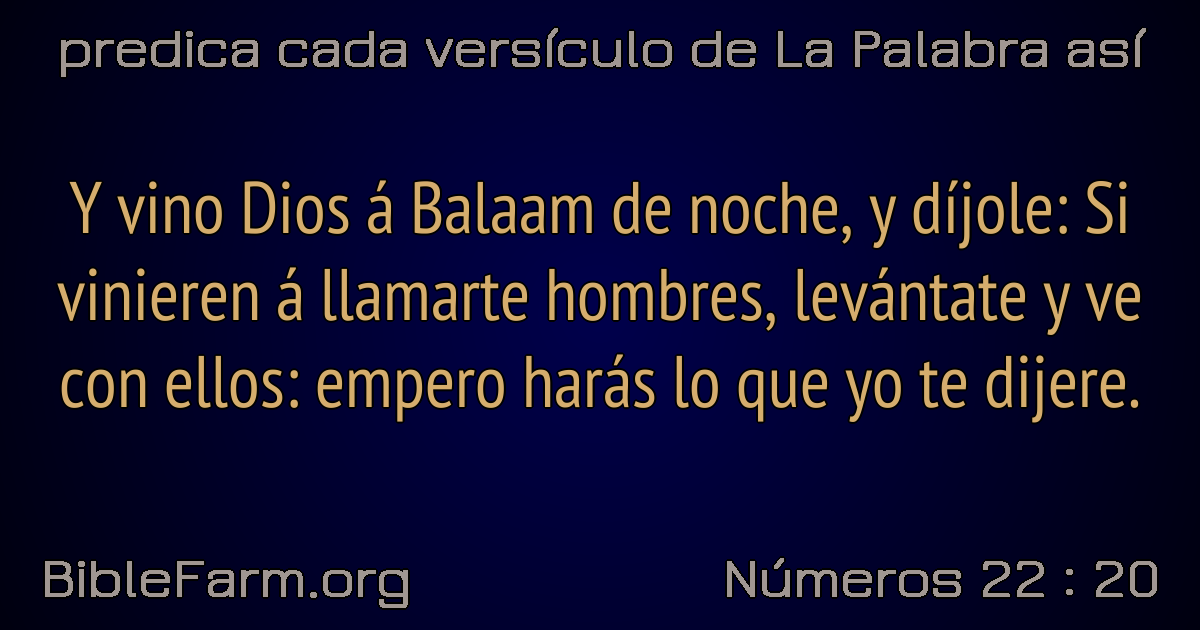 predica cada versículo de La Palabra así
Y vino Dios á Balaam de noche, y díjole: Si
vinieren á llamarte hombres, levántate y ve
con ellos: empero harás lo que yo te dijere.
BibleFarm.org
Números 22 : 20